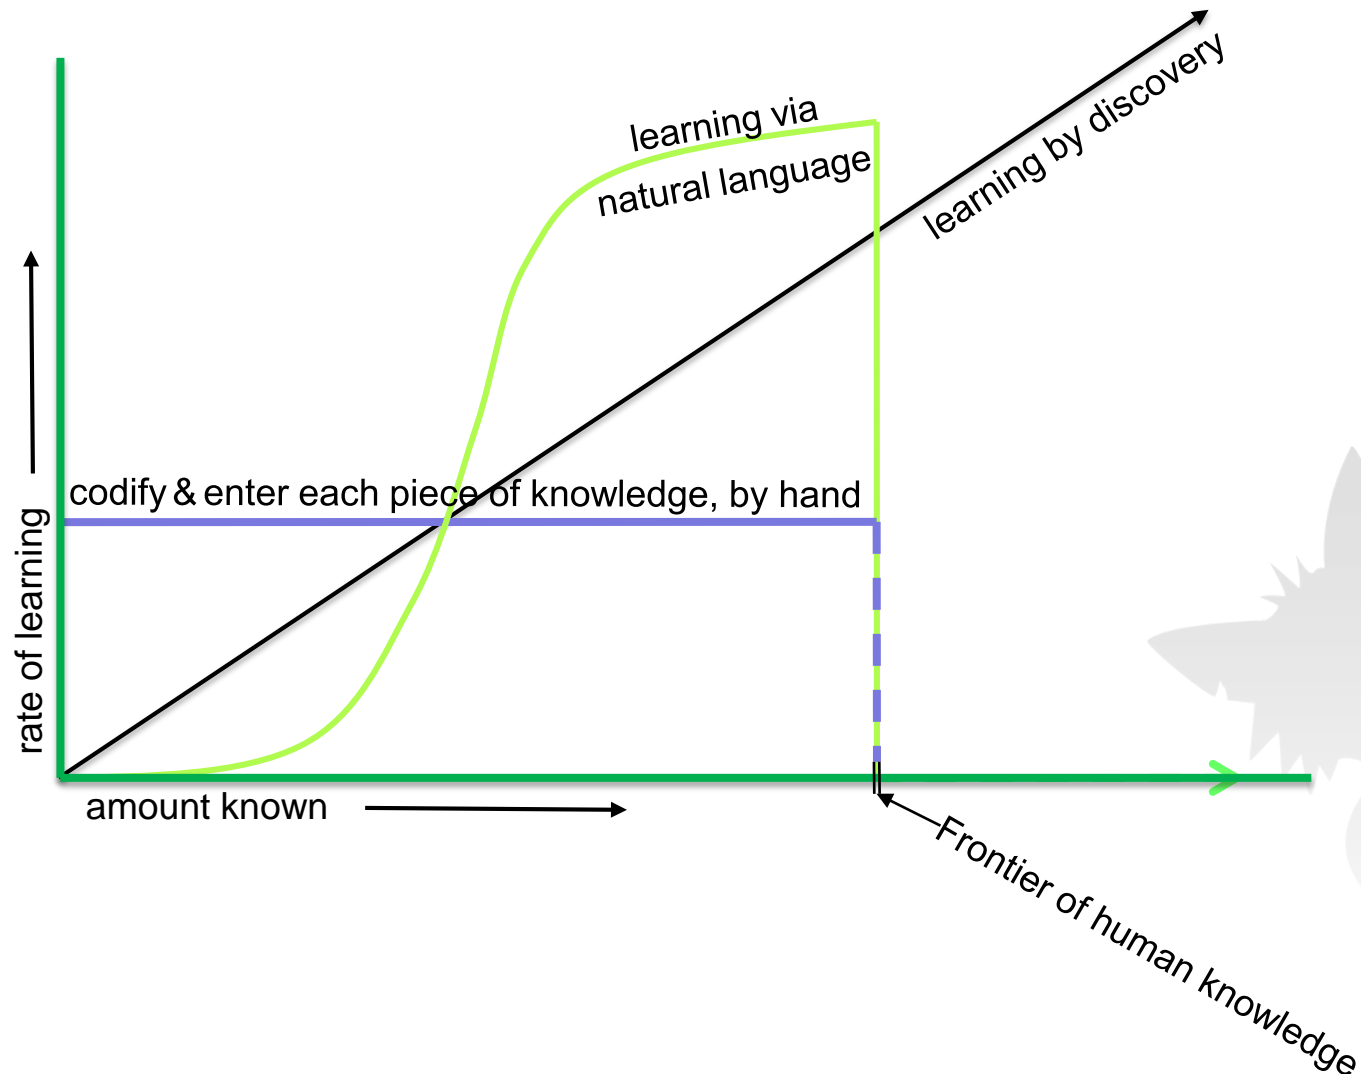 learning via
natural language
learning by discovery
codify & enter each piece of knowledge, by hand
rate of learning
amount known
Frontier of human knowledge